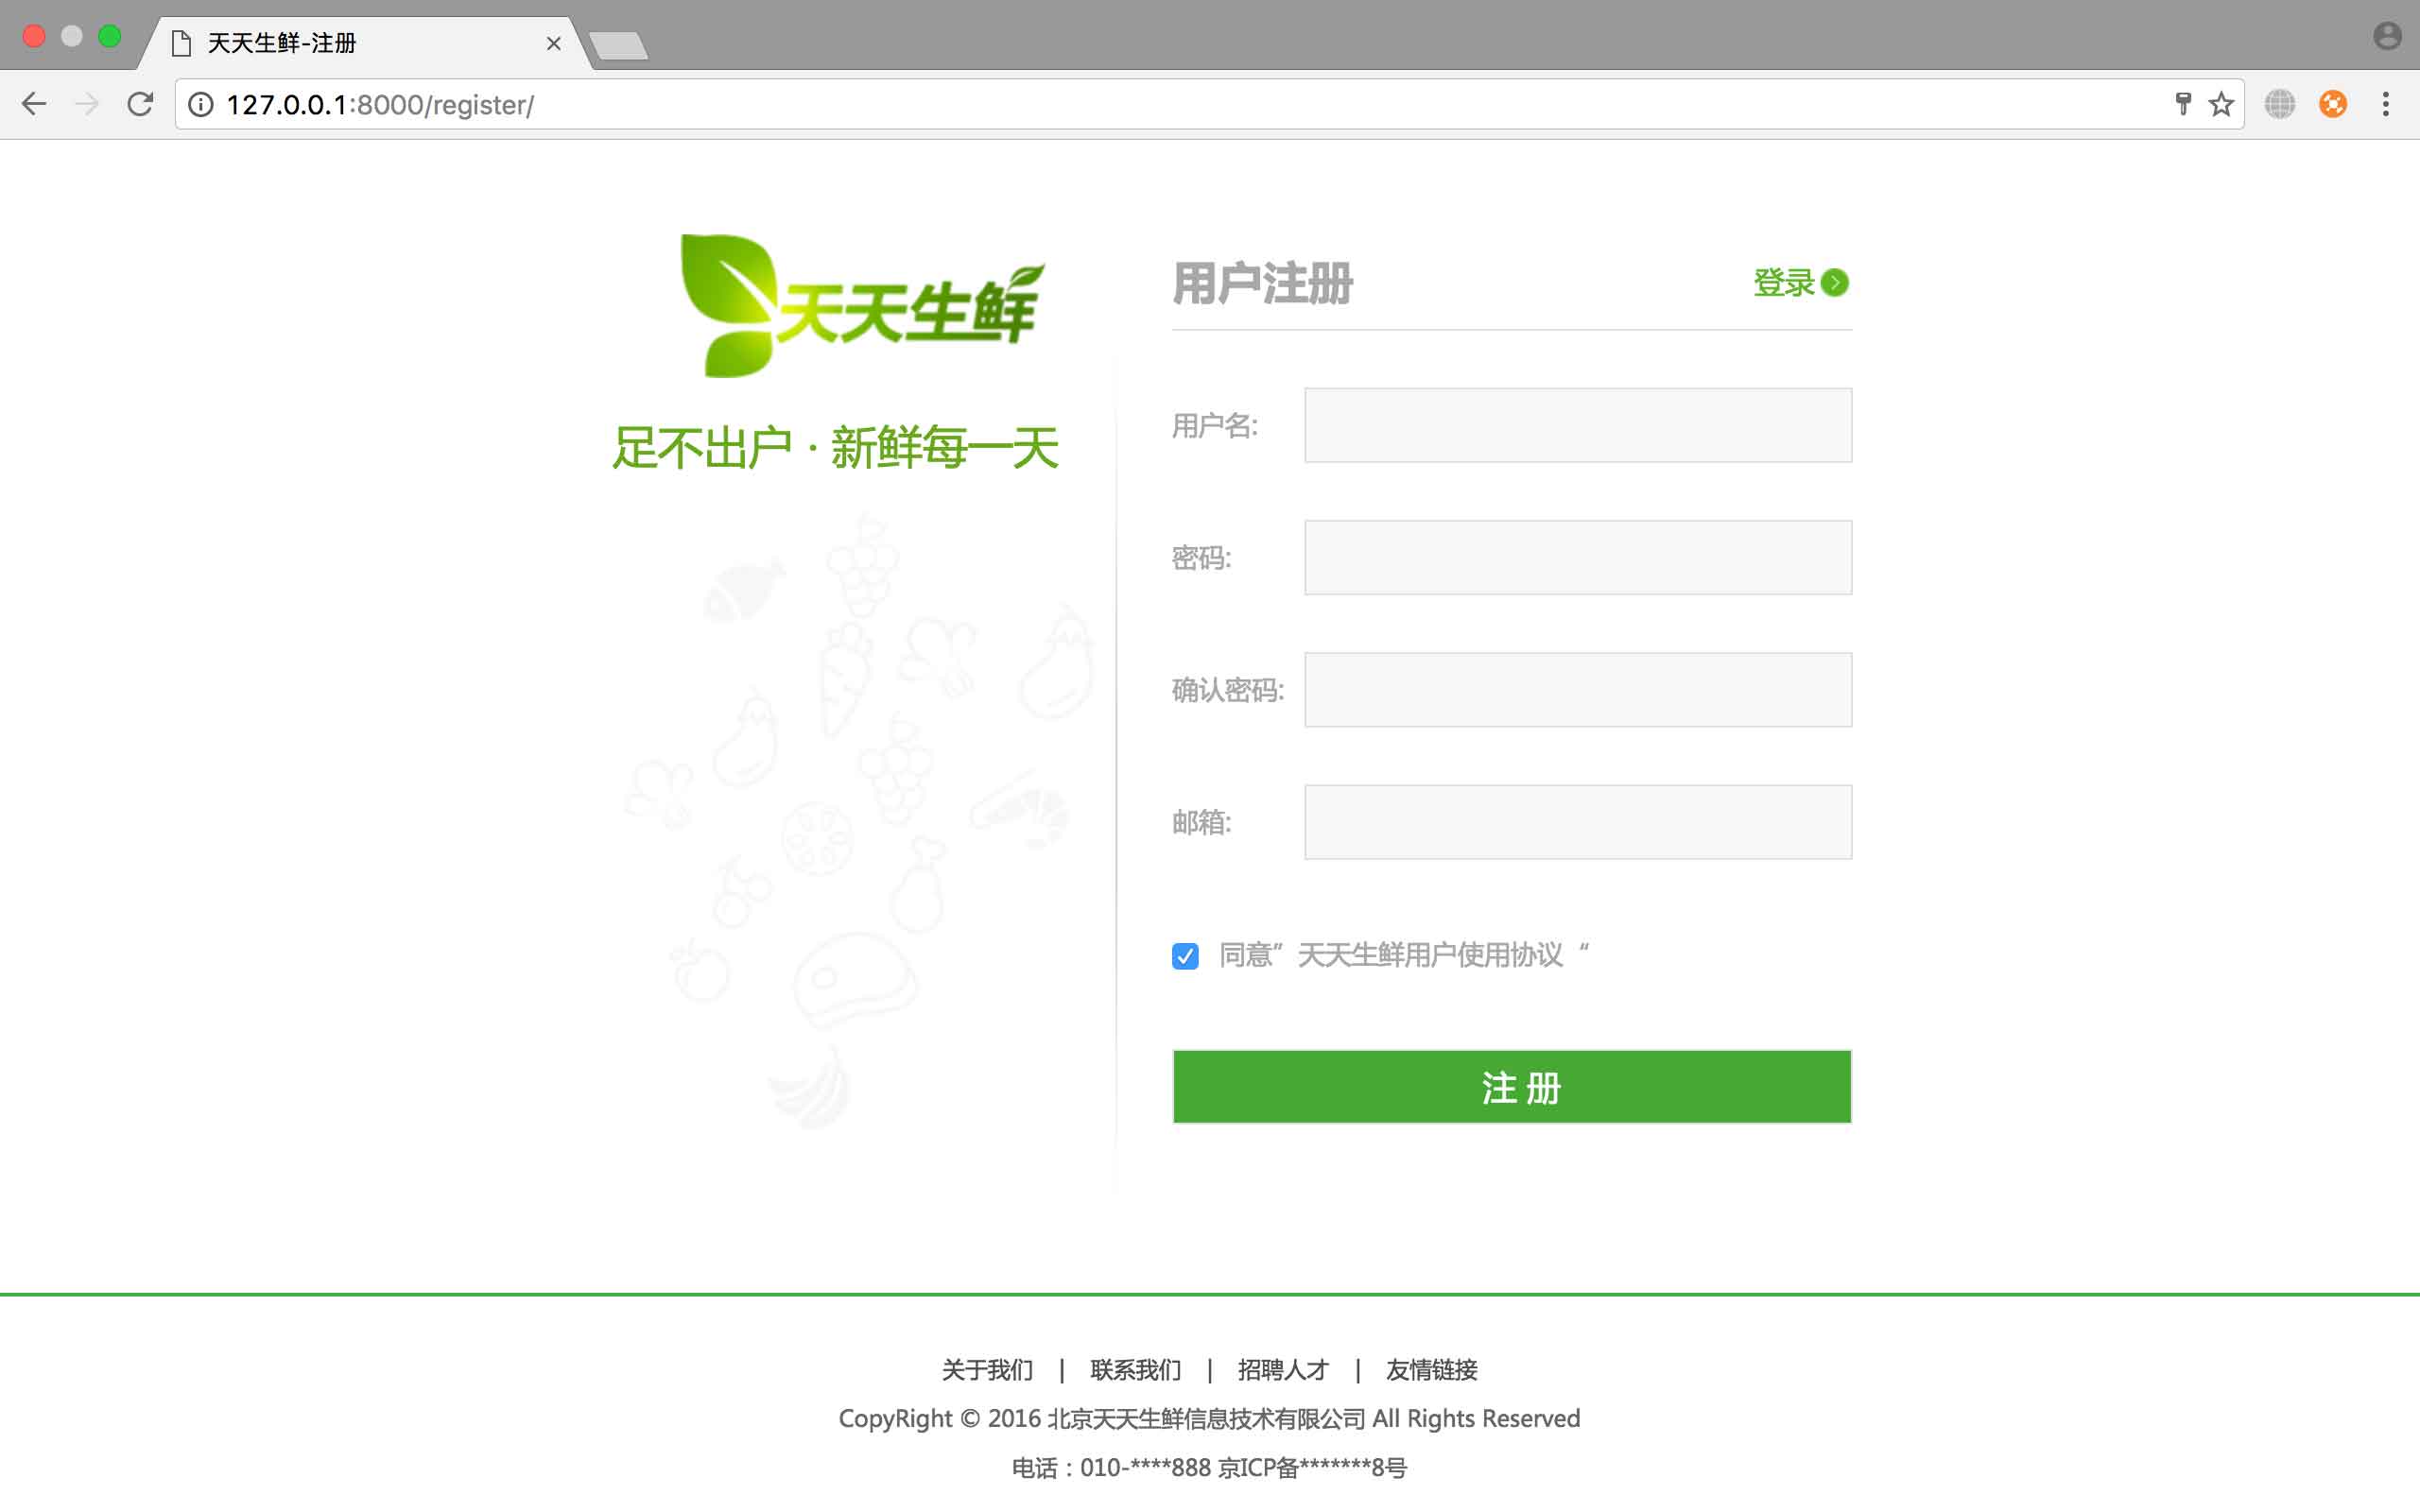 天天生鲜-注册
127.0.0.1:8000/register/
天天生鲜
足不出户 · 新鲜每一天
用户注册
登录
用户名:
密码:
确认密码:
邮箱:
同意”天天生鲜用户使用协议“
注 册
关于我们 | 联系我们 | 招聘人才 | 友情链接
CopyRight © 2016 北京天天生鲜信息技术有限公司 All Rights Reserved
电话：010-****888 京ICP备*******8号